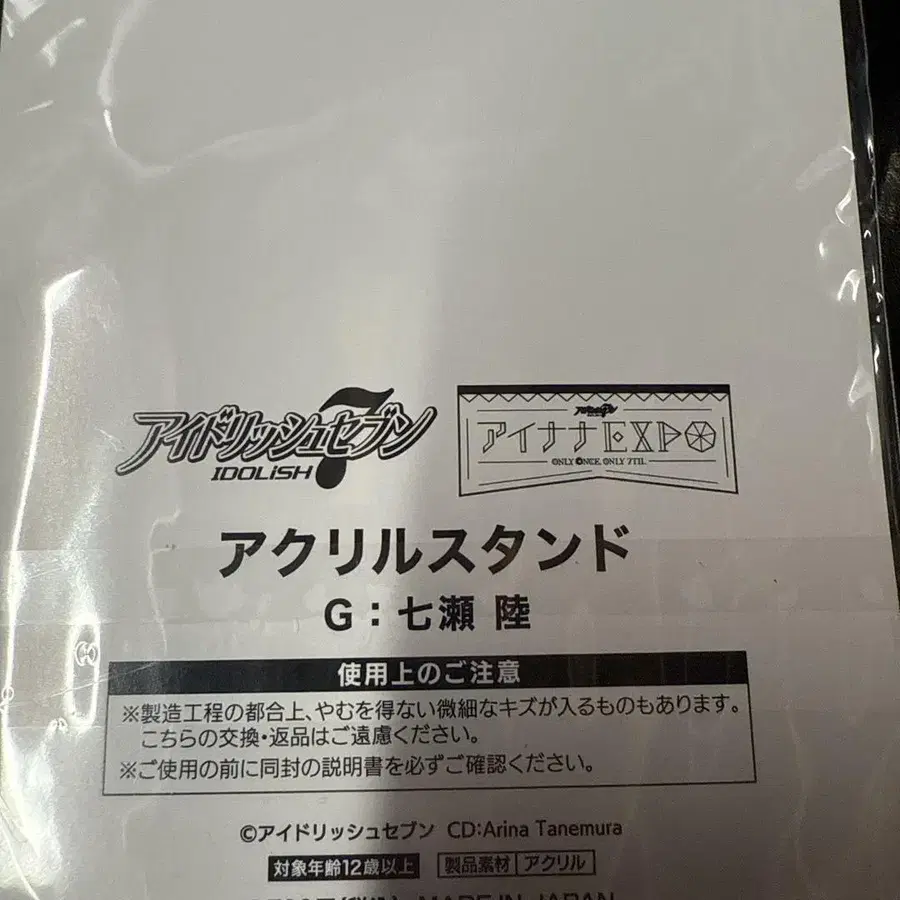 アイドリッシュセブン
7
IDOLiSH
アイナナEXPO
ONLY ONCE, ONLY 7TH.
アクリルスタンド
G：七瀬 陸
使用上のご注意
※製造工程の都合上、やむを得ない微細なキズが入るものもあります。
こちらの交換・返品はご遠慮ください。
※ご使用の前に同封の説明書を必ずご確認ください。
©アイドリッシュセブン CD:Arina Tanemura
対象年齢12歳以上 製品素材 アクリル
MADE IN JAPAN